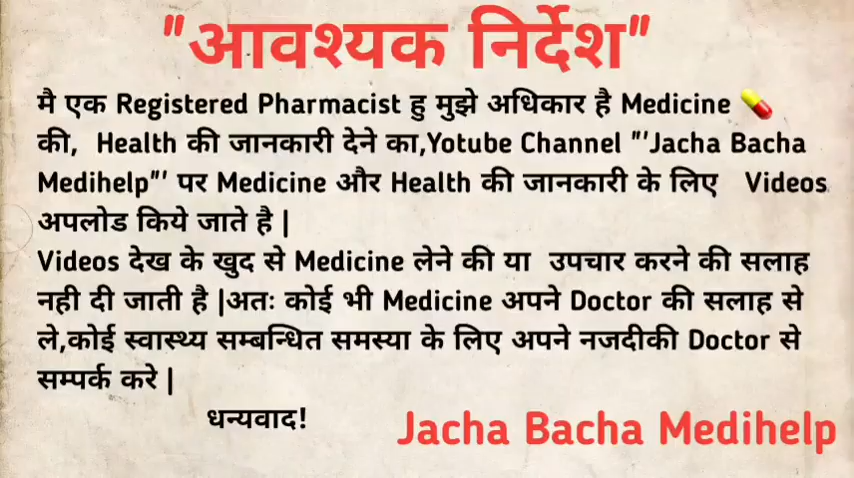 "आवश्यक निर्देश"
मै एक Registered Pharmacist हु मुझे अधिकार है Medicine 💊
की, Health की जानकारी देने का,Yotube Channel "'Jacha Bacha
Medihelp"' पर Medicine और Health की जानकारी के लिए Videos
अपलोड किये जाते है |
Videos देख के खुद से Medicine लेने की या उपचार करने की सलाह
नही दी जाती है |अतः कोई भी Medicine अपने Doctor की सलाह से
ले,कोई स्वास्थ्य सम्बन्धित समस्या के लिए अपने नजदीकी Doctor से
सम्पर्क करे |
धन्यवाद!
Jacha Bacha Medihelp